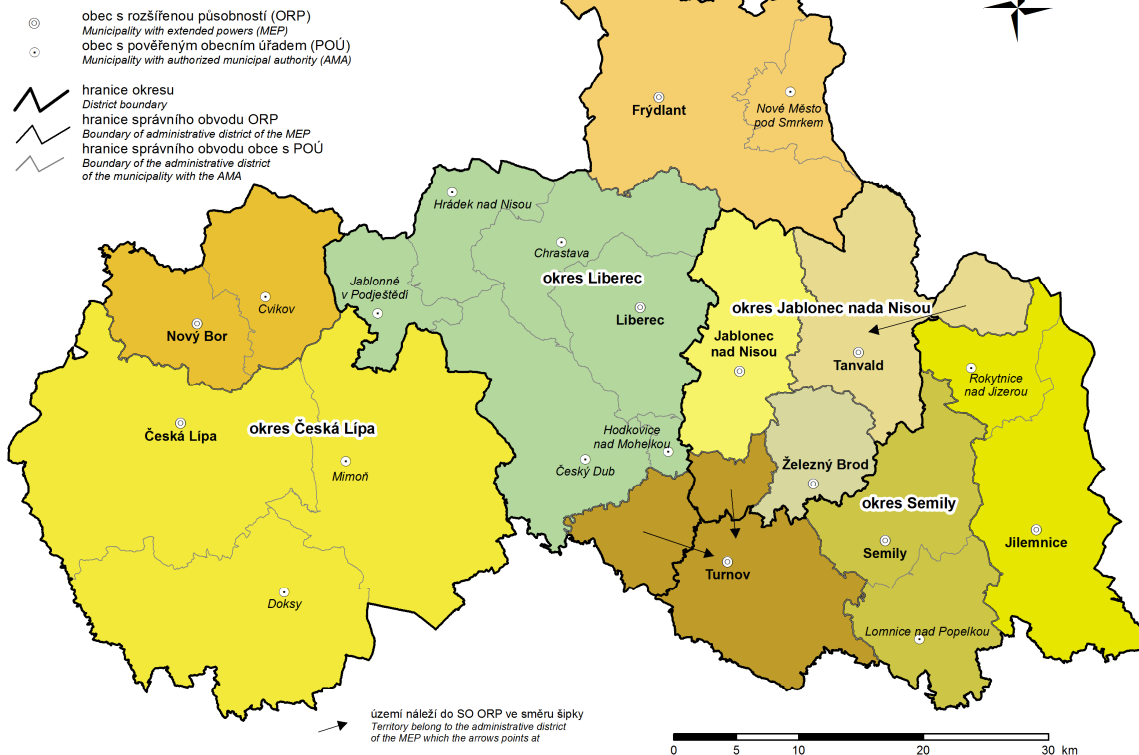 obec s rozšířenou působností (ORP)
Municipality with extended powers (MEP)
obec s pověřeným obecním úřadem (POÚ)
Municipality with authorized municipal authority (AMA)
hranice okresu
District boundary
hranice správního obvodu ORP
Boundary of administrative district of the MEP
hranice správního obvodu obce s POÚ
Boundary of the administrative district
of the municipality with the AMA
Frýdlant
Nové Město
pod Smrkem
Hrádek nad Nisou
Chrastava
okres Liberec
Jablonné
v Podještědí
Cvikov
Nový Bor
Liberec
okres Jablonec nada Nisou
Jablonec
nad Nisou
Tanvald
Rokytnice
nad Jizerou
Česká Lípa
okres Česká Lípa
Mimoň
Hodkovice
nad Mohelkou
Český Dub
Železný Brod
okres Semily
Semily
Jilemnice
Turnov
Doksy
Lomnice nad Popelkou
území náleží do SO ORP ve směru šipky
Territory belong to the administrative district
of the MEP which the arrows points at
0 5 10 20 30 km